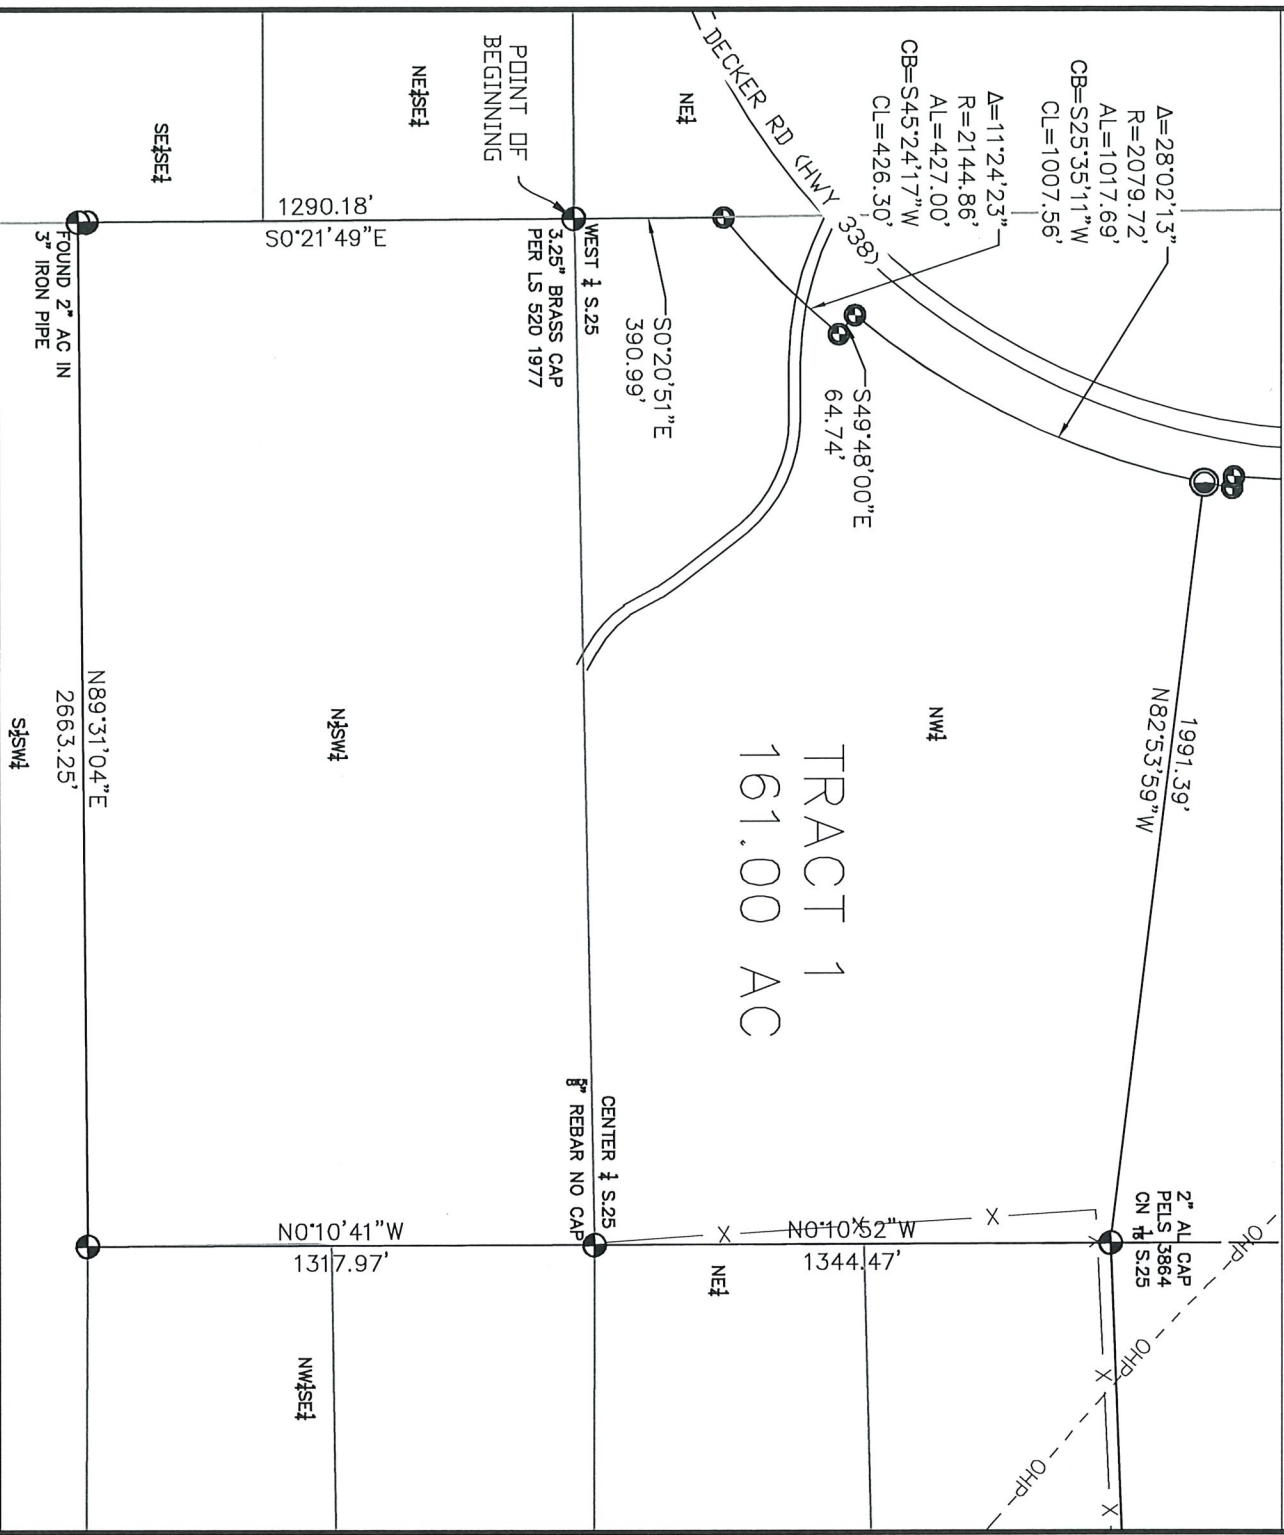 Δ=28°02'13"
R=2079.72'
AL=1017.69'
CB=S25°35'11"W
CL=1007.56'
Δ=11°24'23"
R=2144.86'
AL=427.00'
CB=S45°24'17"W
CL=426.30'
DECKER RD (HWY 338)
NE¼
NE¼SE¼
SE¼SE¼
POINT OF
BEGINNING
1290.18'
S0°21'49"E
WEST ¼ S.25
3.25" BRASS CAP
PER LS 520 1977
S0°20'51"E
390.99'
S49°48'00"E
64.74'
FOUND 2" AC IN
3" IRON PIPE
1991.39'
N82°53'59"W
NW¼
TRACT 1
161.00 AC
N½SW¼
N89°31'04"E
2663.25'
S½SW¼
CENTER ¼ S.25
⅝" REBAR NO CAP
2" AL CAP
PELS 3864
CN 1/16 S.25
N0°10'52"W
1344.47'
X
X
X
X
X
N0°10'41"W
1317.97'
NE¼
NW¼SE¼
OHP
OHP
OHP